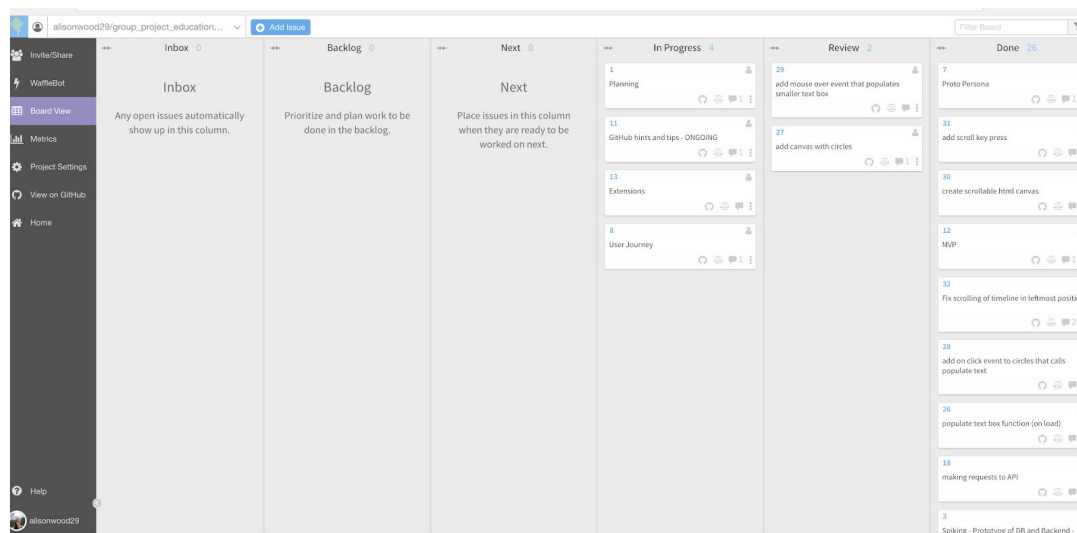 alisonwood29/group_project_education...
Add Issue
Filter Board
Invite/Share
WaffleBot
Board View
Metrics
Project Settings
View on GitHub
Home
Help
alisonwood29
Inbox 0
Inbox
Any open issues automatically
show up in this column.
Backlog 0
Backlog
Prioritize and plan work to be
done in the backlog.
Next 0
Next
Place issues in this column
when they are ready to be
worked on next.
In Progress 4
1
Planning
1
11
GitHub hints and tips - ONGOING
1
13
Extensions
8
User Journey
1
Review 2
29
add mouse over event that populates
smaller text box
27
add canvas with circles
1
Done 26
7
Proto Persona
1
31
add scroll key press
30
create scrollable html canvas
12
MVP
1
32
Fix scrolling of timeline in leftmost positi
2
28
add on click event to circles that calls
populate text
26
populate text box function (on load)
18
making requests to API
3
Spiking - Prototype of DB and Backend -